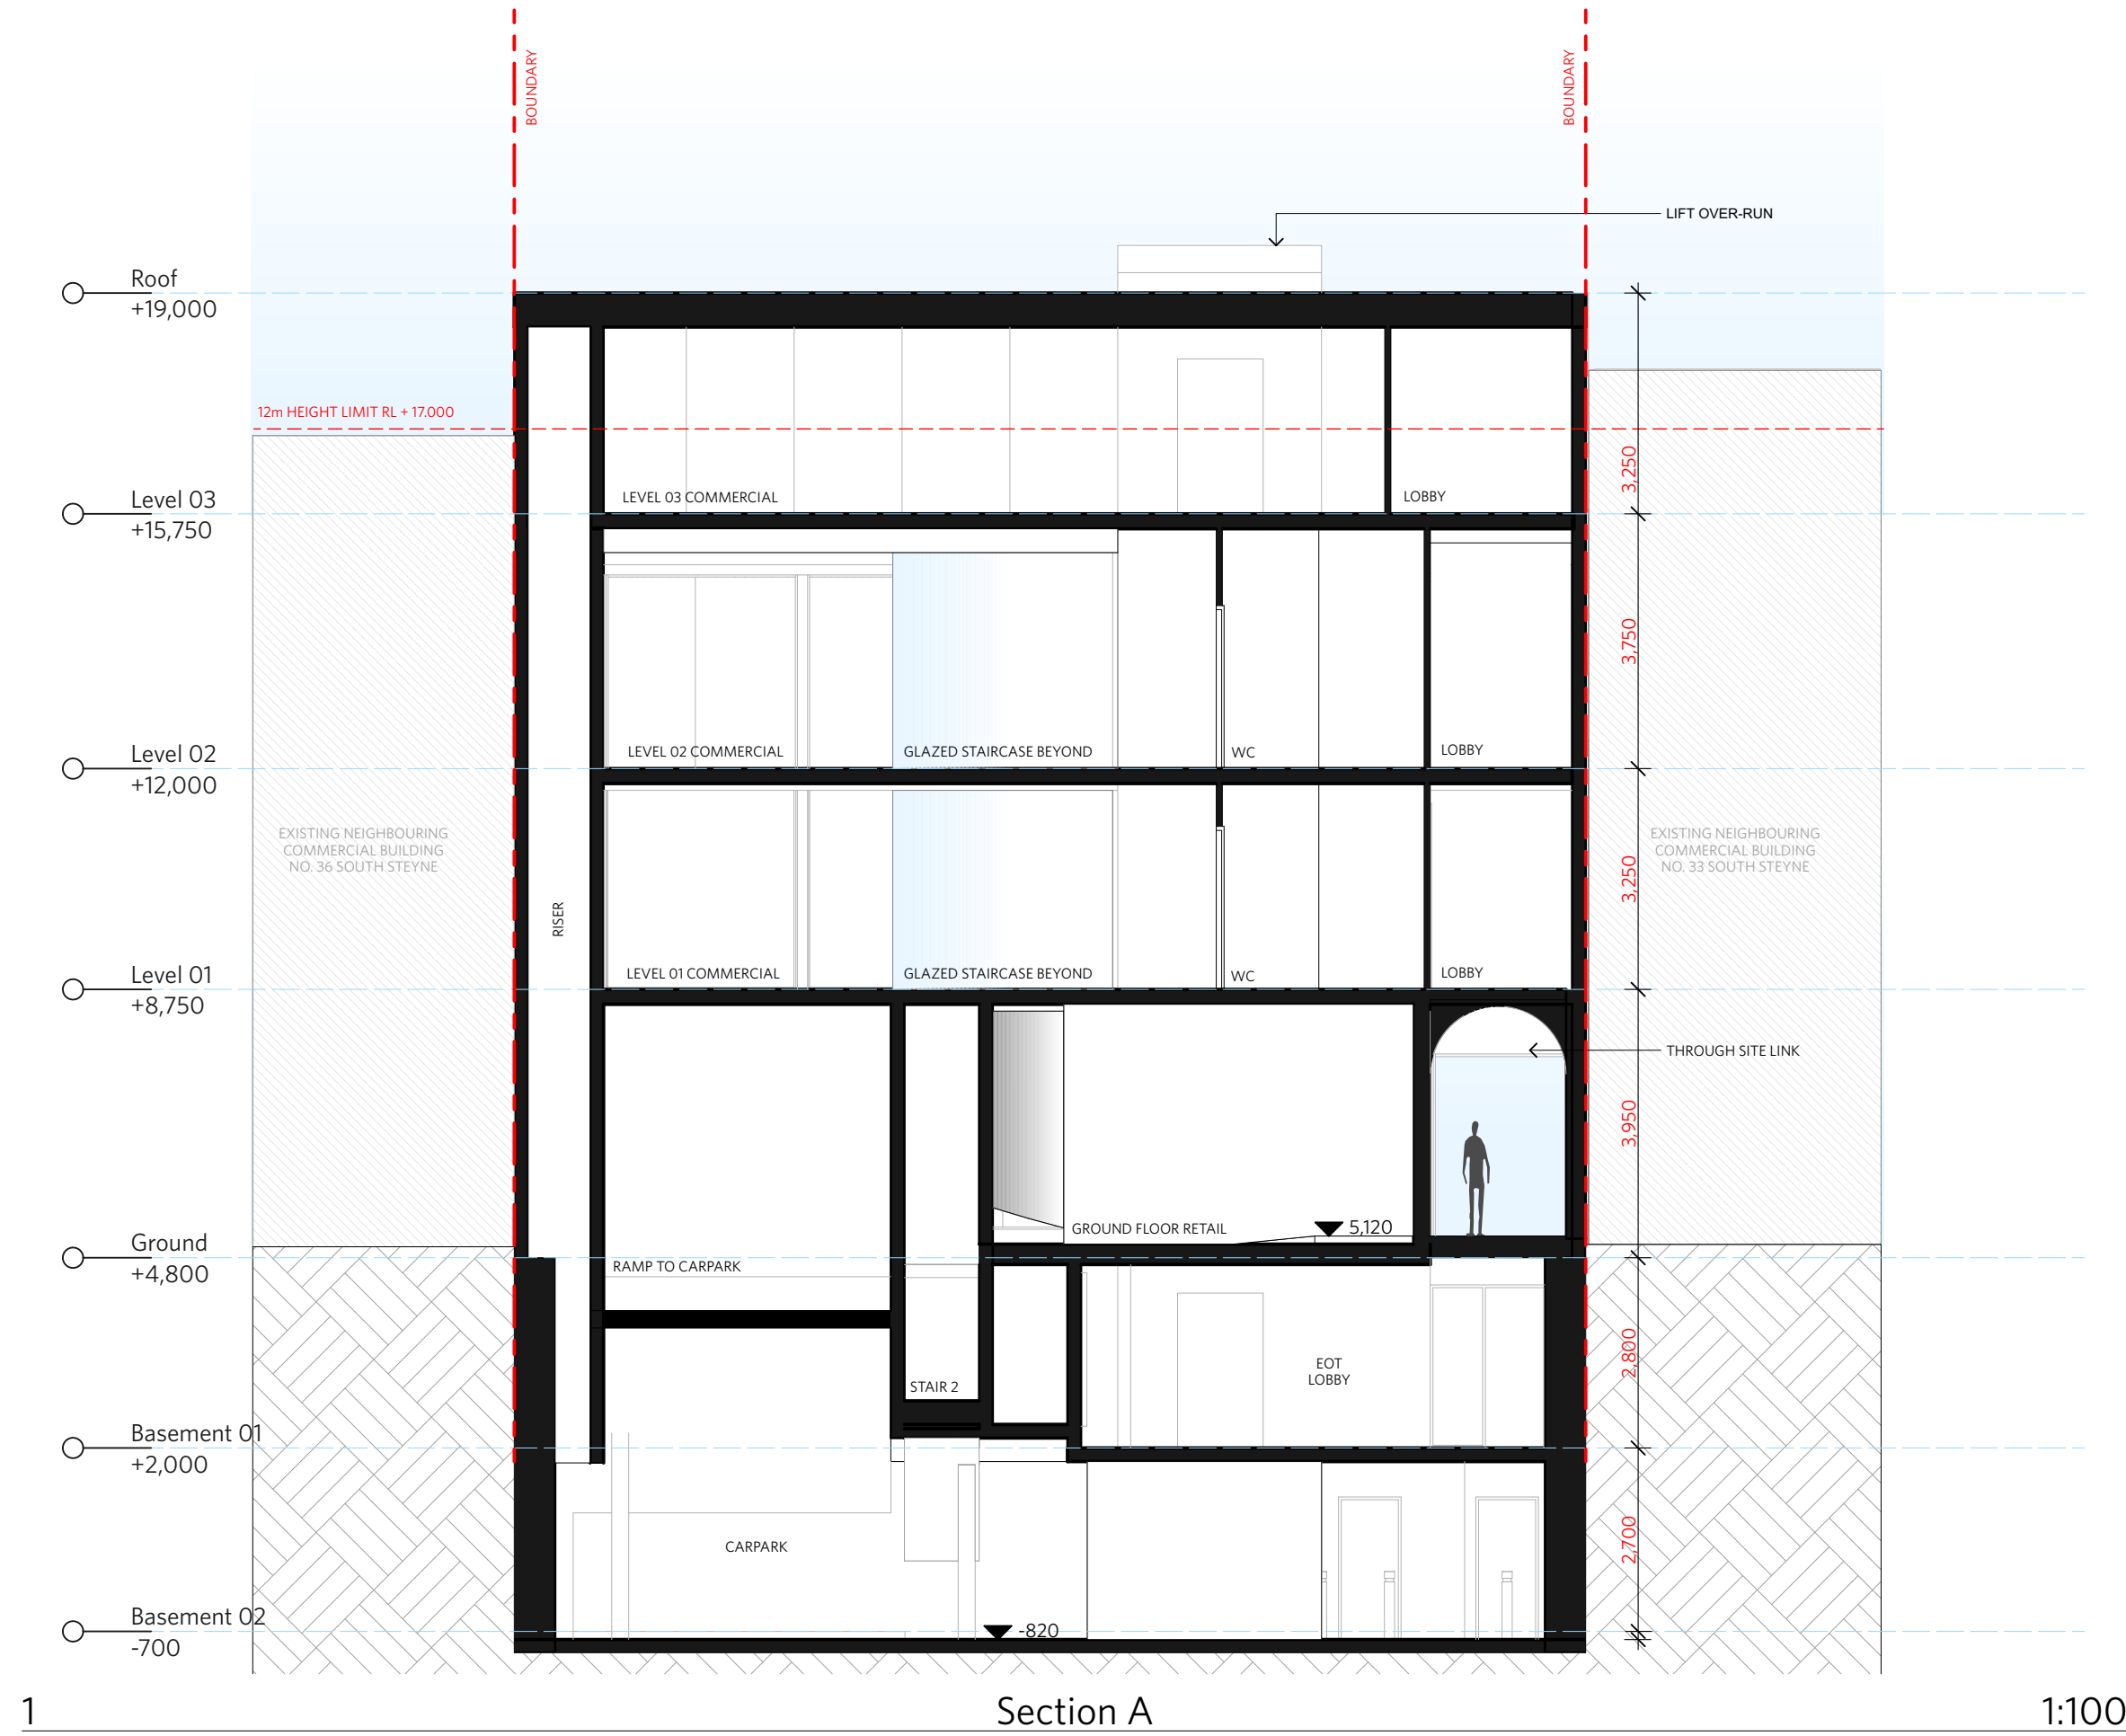 BOUNDARY
BOUNDARY
LIFT OVER-RUN
Roof
+19,000
12m HEIGHT LIMIT RL + 17.000
3,250
LEVEL 03 COMMERCIAL
LOBBY
Level 03
+15,750
3,750
LEVEL 02 COMMERCIAL
GLAZED STAIRCASE BEYOND
WC
LOBBY
Level 02
+12,000
EXISTING NEIGHBOURING
COMMERCIAL BUILDING
NO. 36 SOUTH STEYNE
EXISTING NEIGHBOURING
COMMERCIAL BUILDING
NO. 33 SOUTH STEYNE
3,250
RISER
LEVEL 01 COMMERCIAL
GLAZED STAIRCASE BEYOND
WC
LOBBY
Level 01
+8,750
THROUGH SITE LINK
3,950
GROUND FLOOR RETAIL
5,120
Ground
+4,800
RAMP TO CARPARK
2,800
EOT
LOBBY
STAIR 2
Basement 01
+2,000
2,700
CARPARK
Basement 02
-700
-820
1
Section A
1:100